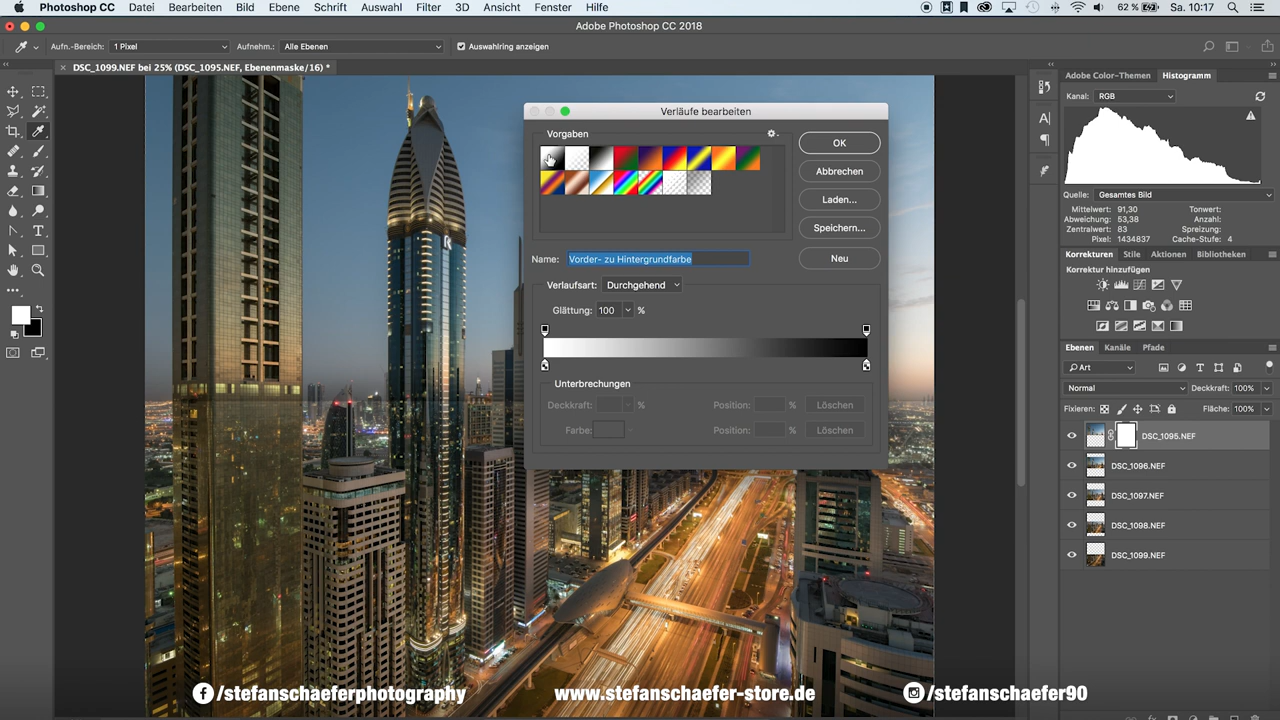 Photoshop CC Datei Bearbeiten Bild Ebene Schrift Auswahl Filter 3D Ansicht Fenster Hilfe 62 % Sa. 10:17
Adobe Photoshop CC 2018
Aufn.-Bereich: 1 Pixel Aufnehm.: Alle Ebenen Auswahlring anzeigen
DSC_1099.NEF bei 25% (DSC_1095.NEF, Ebenenmaske/16) *
Verläufe bearbeiten
Vorgaben
OK
Abbrechen
Laden...
Speichern...
Neu
Name: Vorder- zu Hintergrundfarbe
Verlaufsart: Durchgehend
Glättung: 100 %
Unterbrechungen
Deckkraft: % Position: % Löschen
Farbe: Position: % Löschen
Adobe Color-Themen Histogramm
Kanal: RGB
Quelle: Gesamtes Bild
Mittelwert: 91,30 Tonwert:
Abweichung: 53,38 Anzahl:
Zentralwert: 83 Spreizung:
Pixel: 1434837 Cache-Stufe: 4
Korrekturen Stile Aktionen Bibliotheken
Korrektur hinzufügen
Ebenen Kanäle Pfade
Art
Normal Deckkraft: 100%
Fixieren: Fläche: 100%
DSC_1095.NEF
DSC_1096.NEF
DSC_1097.NEF
DSC_1098.NEF
DSC_1099.NEF
/stefanschaeferphotography www.stefanschaefer-store.de /stefanschaefer90